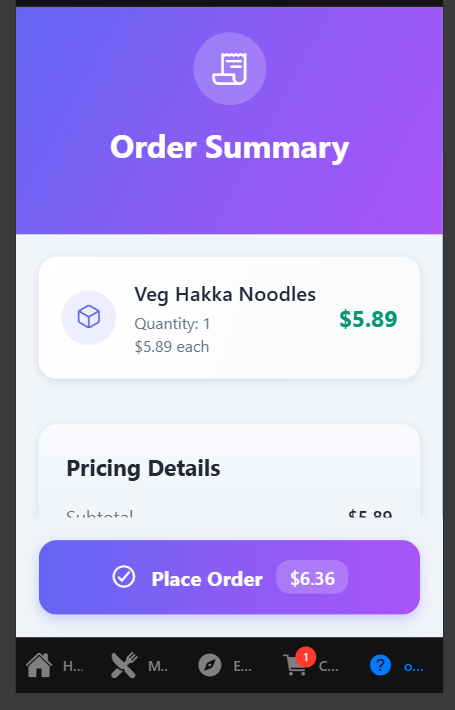 Order Summary
Veg Hakka Noodles
Quantity: 1
$5.89
$5.89 each
Pricing Details
Subtotal $5.89
Place Order $6.36
1
H... M.. E... C... o...